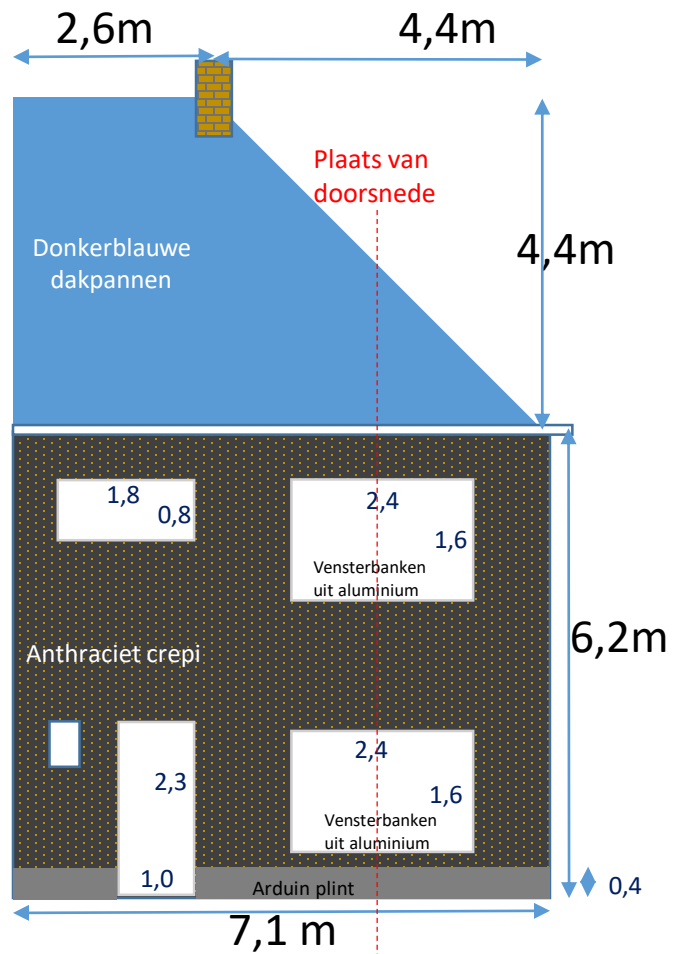 2,6m
4,4m
Plaats van
doorsnede
Donkerblauwe
dakpannen
4,4m
1,8
0,8
2,4
1,6
Vensterbanken
uit aluminium
Anthraciet crepi
6,2m
2,3
2,4
1,6
Vensterbanken
uit aluminium
1,0
Arduin plint
0,4
7,1 m